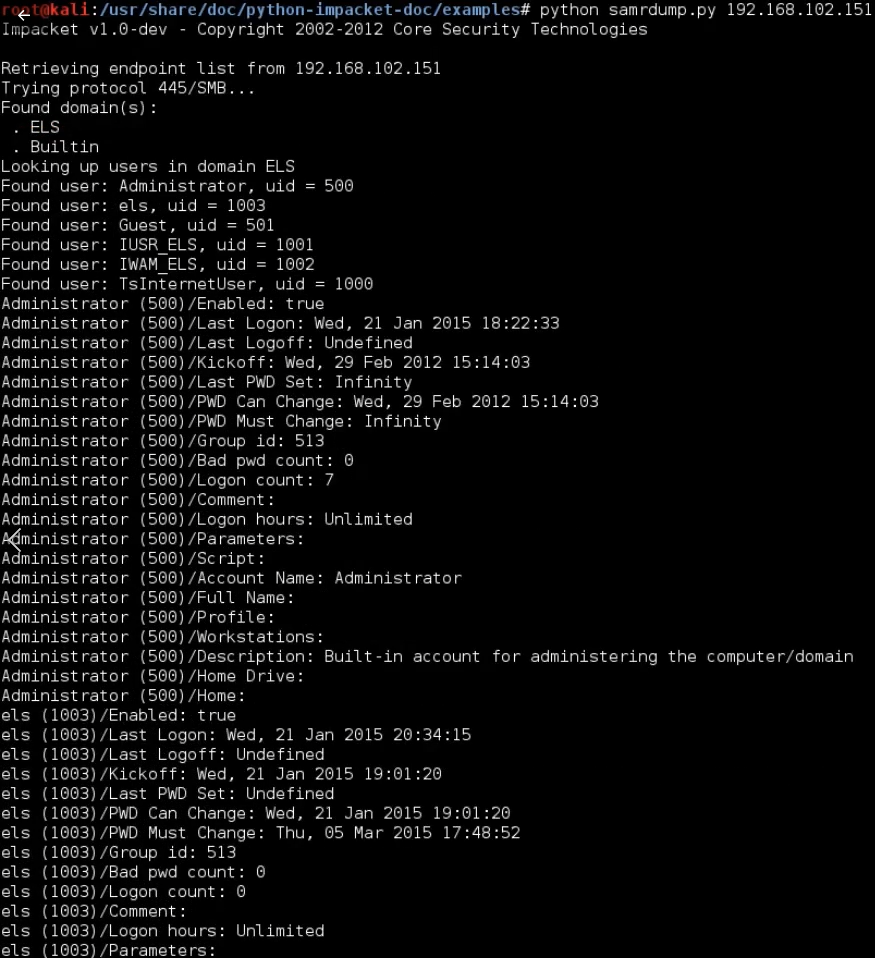 root@kali:/usr/share/doc/python-impacket-doc/examples# python samrdump.py 192.168.102.151
Impacket v1.0-dev - Copyright 2002-2012 Core Security Technologies
Retrieving endpoint list from 192.168.102.151
Trying protocol 445/SMB...
Found domain(s):
. ELS
. Builtin
Looking up users in domain ELS
Found user: Administrator, uid = 500
Found user: els, uid = 1003
Found user: Guest, uid = 501
Found user: IUSR_ELS, uid = 1001
Found user: IWAM_ELS, uid = 1002
Found user: TsInternetUser, uid = 1000
Administrator (500)/Enabled: true
Administrator (500)/Last Logon: Wed, 21 Jan 2015 18:22:33
Administrator (500)/Last Logoff: Undefined
Administrator (500)/Kickoff: Wed, 29 Feb 2012 15:14:03
Administrator (500)/Last PWD Set: Infinity
Administrator (500)/PWD Can Change: Wed, 29 Feb 2012 15:14:03
Administrator (500)/PWD Must Change: Infinity
Administrator (500)/Group id: 513
Administrator (500)/Bad pwd count: 0
Administrator (500)/Logon count: 7
Administrator (500)/Comment:
Administrator (500)/Logon hours: Unlimited
Administrator (500)/Parameters:
Administrator (500)/Script:
Administrator (500)/Account Name: Administrator
Administrator (500)/Full Name:
Administrator (500)/Profile:
Administrator (500)/Workstations:
Administrator (500)/Description: Built-in account for administering the computer/domain
Administrator (500)/Home Drive:
Administrator (500)/Home:
els (1003)/Enabled: true
els (1003)/Last Logon: Wed, 21 Jan 2015 20:34:15
els (1003)/Last Logoff: Undefined
els (1003)/Kickoff: Wed, 21 Jan 2015 19:01:20
els (1003)/Last PWD Set: Undefined
els (1003)/PWD Can Change: Wed, 21 Jan 2015 19:01:20
els (1003)/PWD Must Change: Thu, 05 Mar 2015 17:48:52
els (1003)/Group id: 513
els (1003)/Bad pwd count: 0
els (1003)/Logon count: 0
els (1003)/Comment:
els (1003)/Logon hours: Unlimited
els (1003)/Parameters: